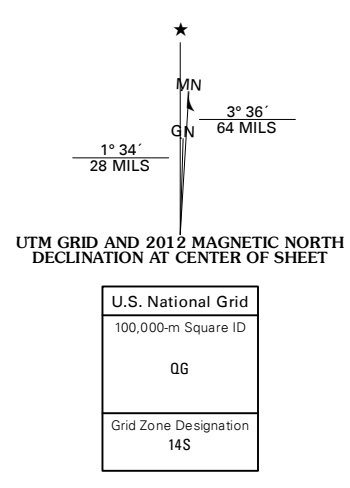 ★
MN
3° 36´
64 MILS
GN
1° 34´
28 MILS
UTM GRID AND 2012 MAGNETIC NORTH
DECLINATION AT CENTER OF SHEET
U.S. National Grid
100,000-m Square ID
QG
Grid Zone Designation
14S